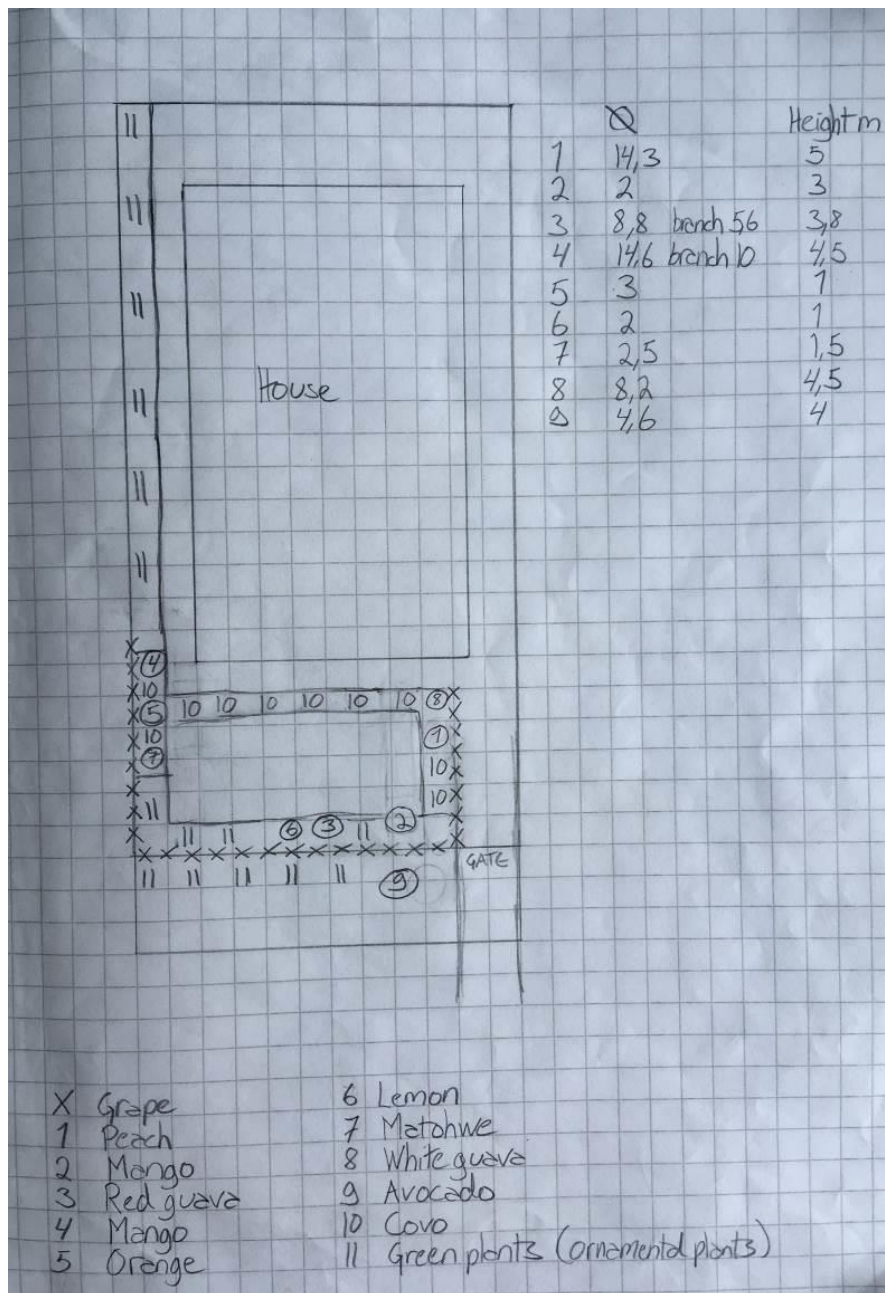 Ø Height m
1 14,3 5
2 2 3
3 8,8 branch 5,6 3,8
4 14,6 branch 10 4,5
5 3 1
6 2 1
7 2,5 1,5
8 8,2 4,5
9 4,6 4
11
11
11
House
11
11
11
X
X 4
X 10
X 5 10 10 10 10 10 10 8 X
X 10 X
X 7 1 X
X 10 X
X 11 10 X
X 11 11 6 3 11 2 X
X X X X X X X X X X X X X GATE
11 11 11 11 11 9
X Grape
1 Peach
2 Mango
3 Red guava
4 Mango
5 Orange
6 Lemon
7 Matohwe
8 White guava
9 Avocado
10 Covo
11 Green plants (ornamental plants)